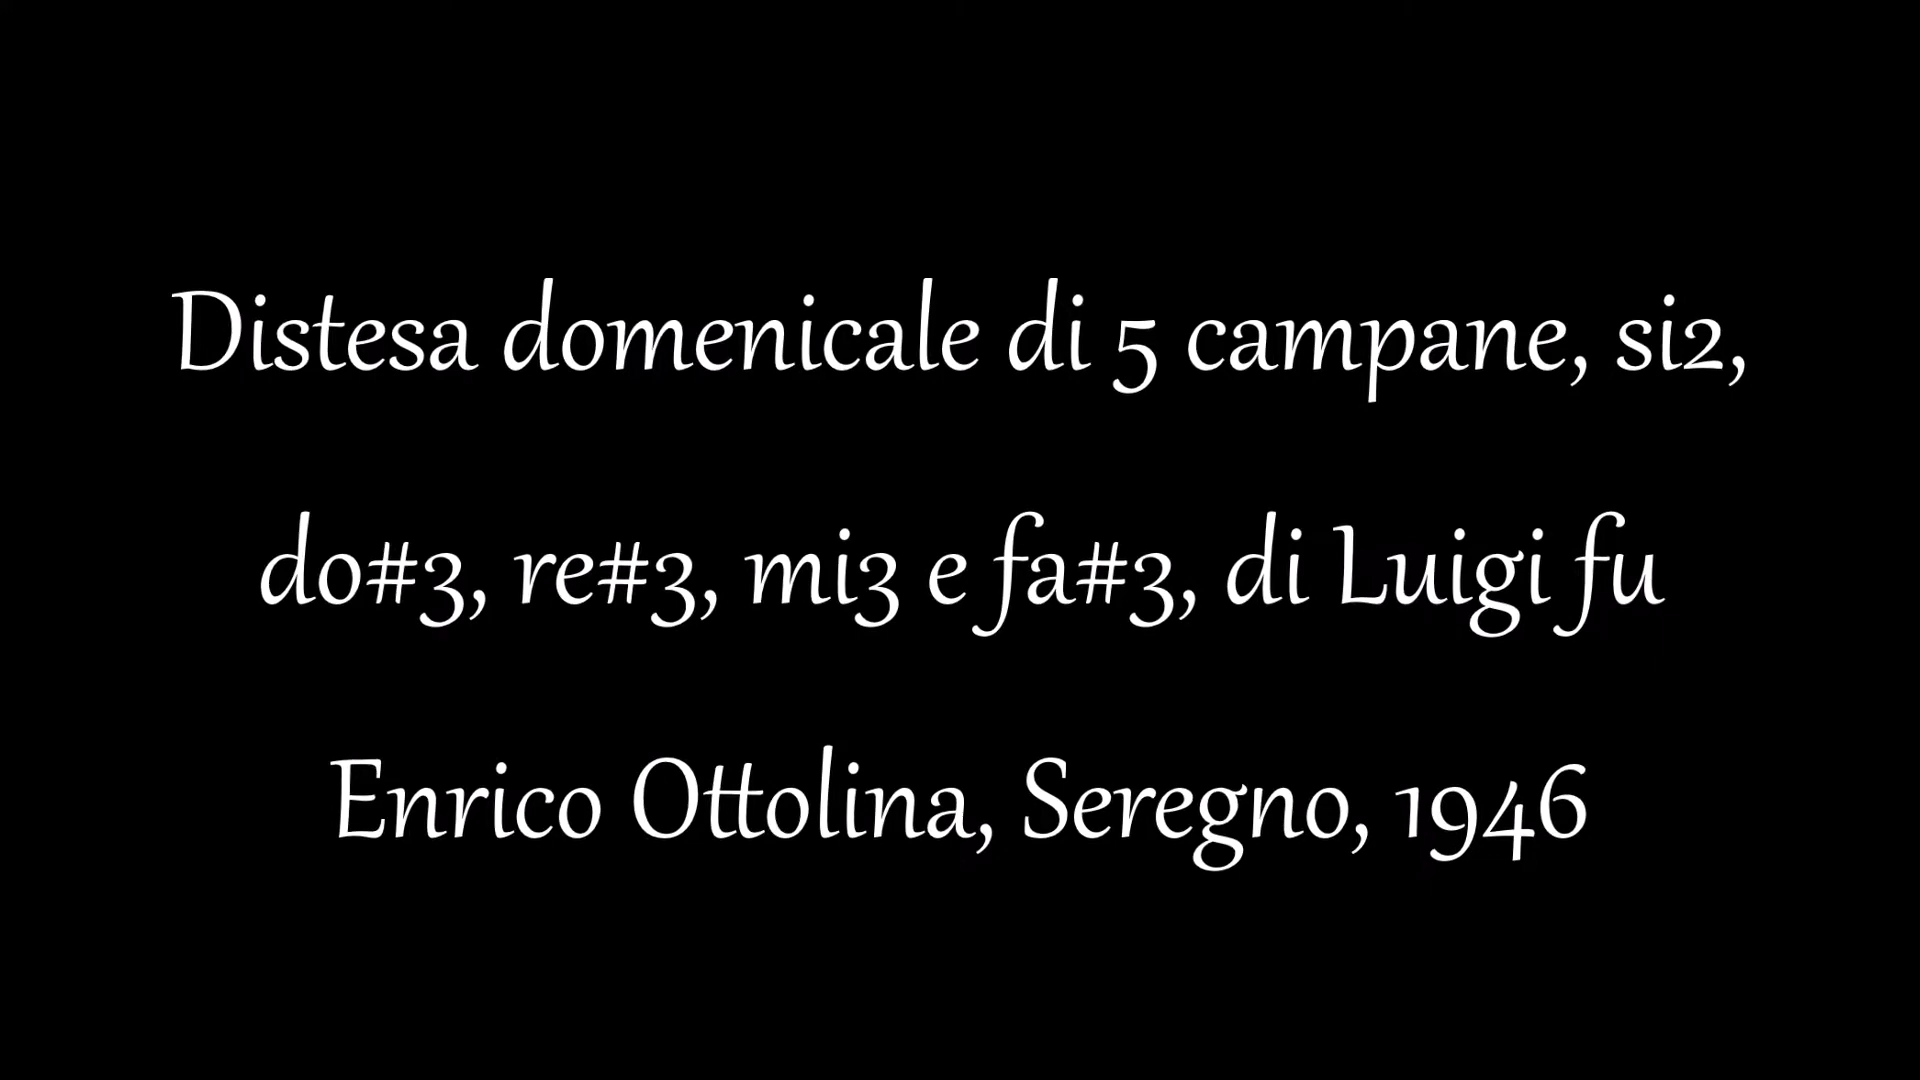 Distesa domenicale di 5 campane, si2,
do#3, re#3, mi3 e fa#3, di Luigi fu
Enrico Ottolina, Seregno, 1946